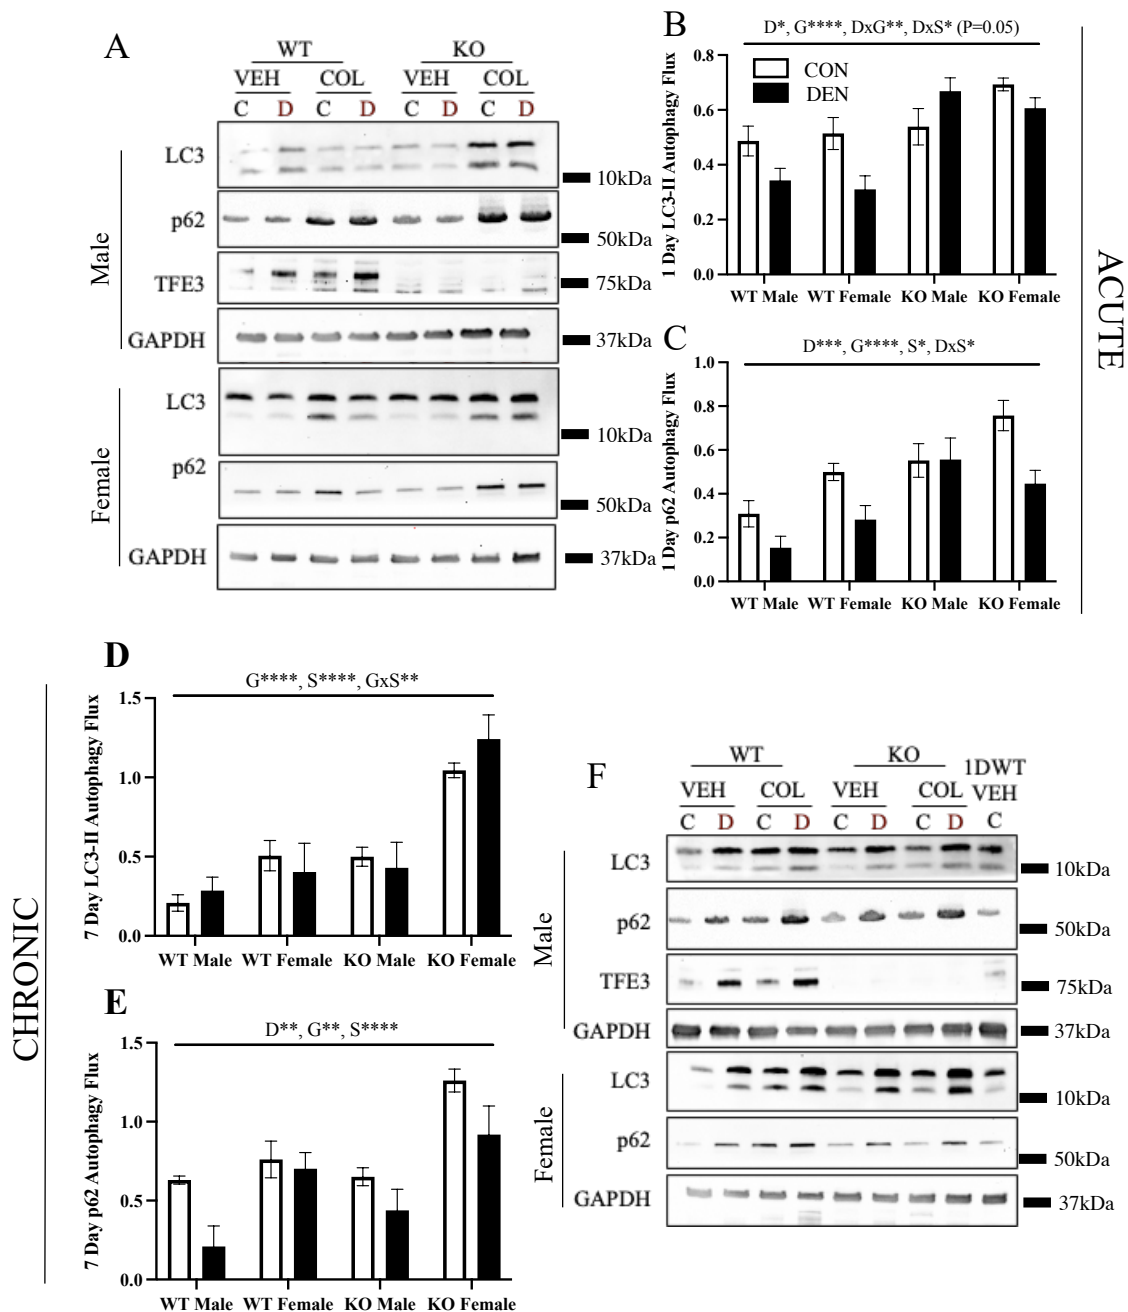 A
WT KO
VEH COL VEH COL
C D C D C D C D
Male
LC3
10kDa
p62
50kDa
TFE3
75kDa
GAPDH
37kDa
Female
LC3
10kDa
p62
50kDa
GAPDH
37kDa
B
D*, G****, DxG**, DxS* (P=0.05)
1 Day LC3-II Autophagy Flux
0.8
0.6
0.4
0.2
0.0
CON
DEN
WT Male WT Female KO Male KO Female
C
D***, G****, S*, DxS*
1 Day p62 Autophagy Flux
1.0
0.8
0.6
0.4
0.2
0.0
WT Male WT Female KO Male KO Female
ACUTE
CHRONIC
D
G****, S****, GxS**
7 Day LC3-II Autophagy Flux
1.5
1.0
0.5
0.0
WT Male WT Female KO Male KO Female
E
D**, G**, S****
7 Day p62 Autophagy Flux
1.5
1.0
0.5
0.0
WT Male WT Female KO Male KO Female
F
WT KO 1DWT
VEH COL VEH COL VEH
C D C D C D C D C
Male
LC3
10kDa
p62
50kDa
TFE3
75kDa
GAPDH
37kDa
Female
LC3
10kDa
p62
50kDa
GAPDH
37kDa